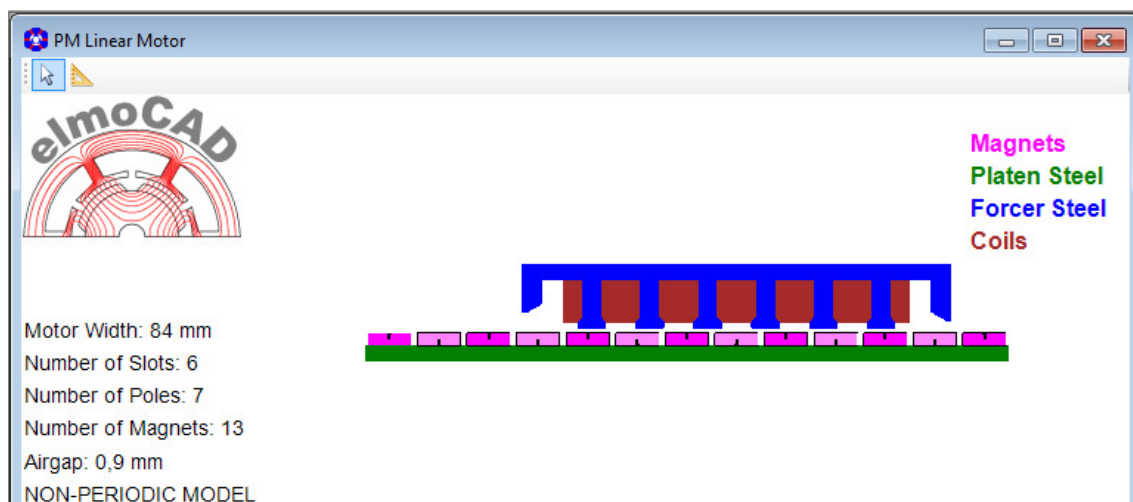 PM Linear Motor
elmoCAD
Magnets
Platen Steel
Forcer Steel
Coils
Motor Width: 84 mm
Number of Slots: 6
Number of Poles: 7
Number of Magnets: 13
Airgap: 0,9 mm
NON-PERIODIC MODEL